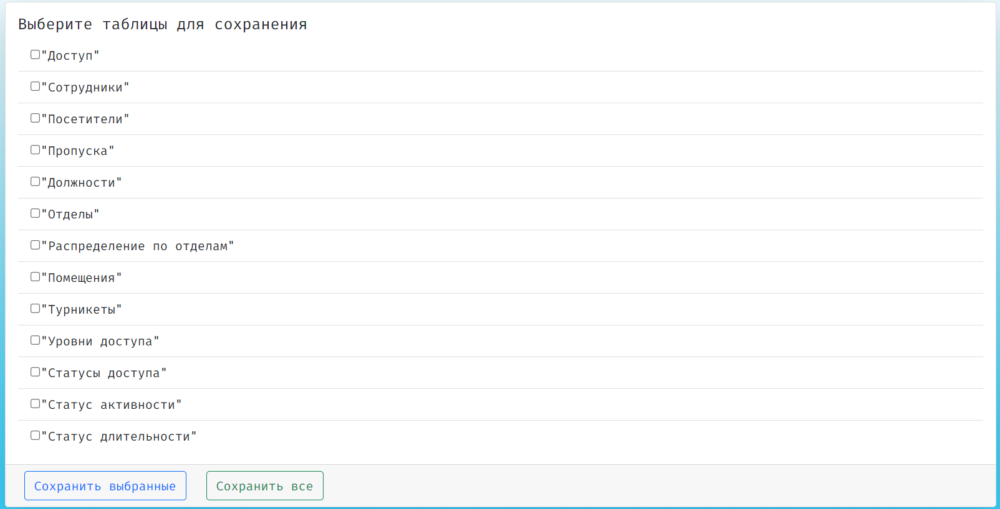 Выберите таблицы для сохранения
"Доступ"
"Сотрудники"
"Посетители"
"Пропуска"
"Должности"
"Отделы"
"Распределение по отделам"
"Помещения"
"Турникеты"
"Уровни доступа"
"Статусы доступа"
"Статус активности"
"Статус длительности"
Сохранить выбранные
Сохранить все